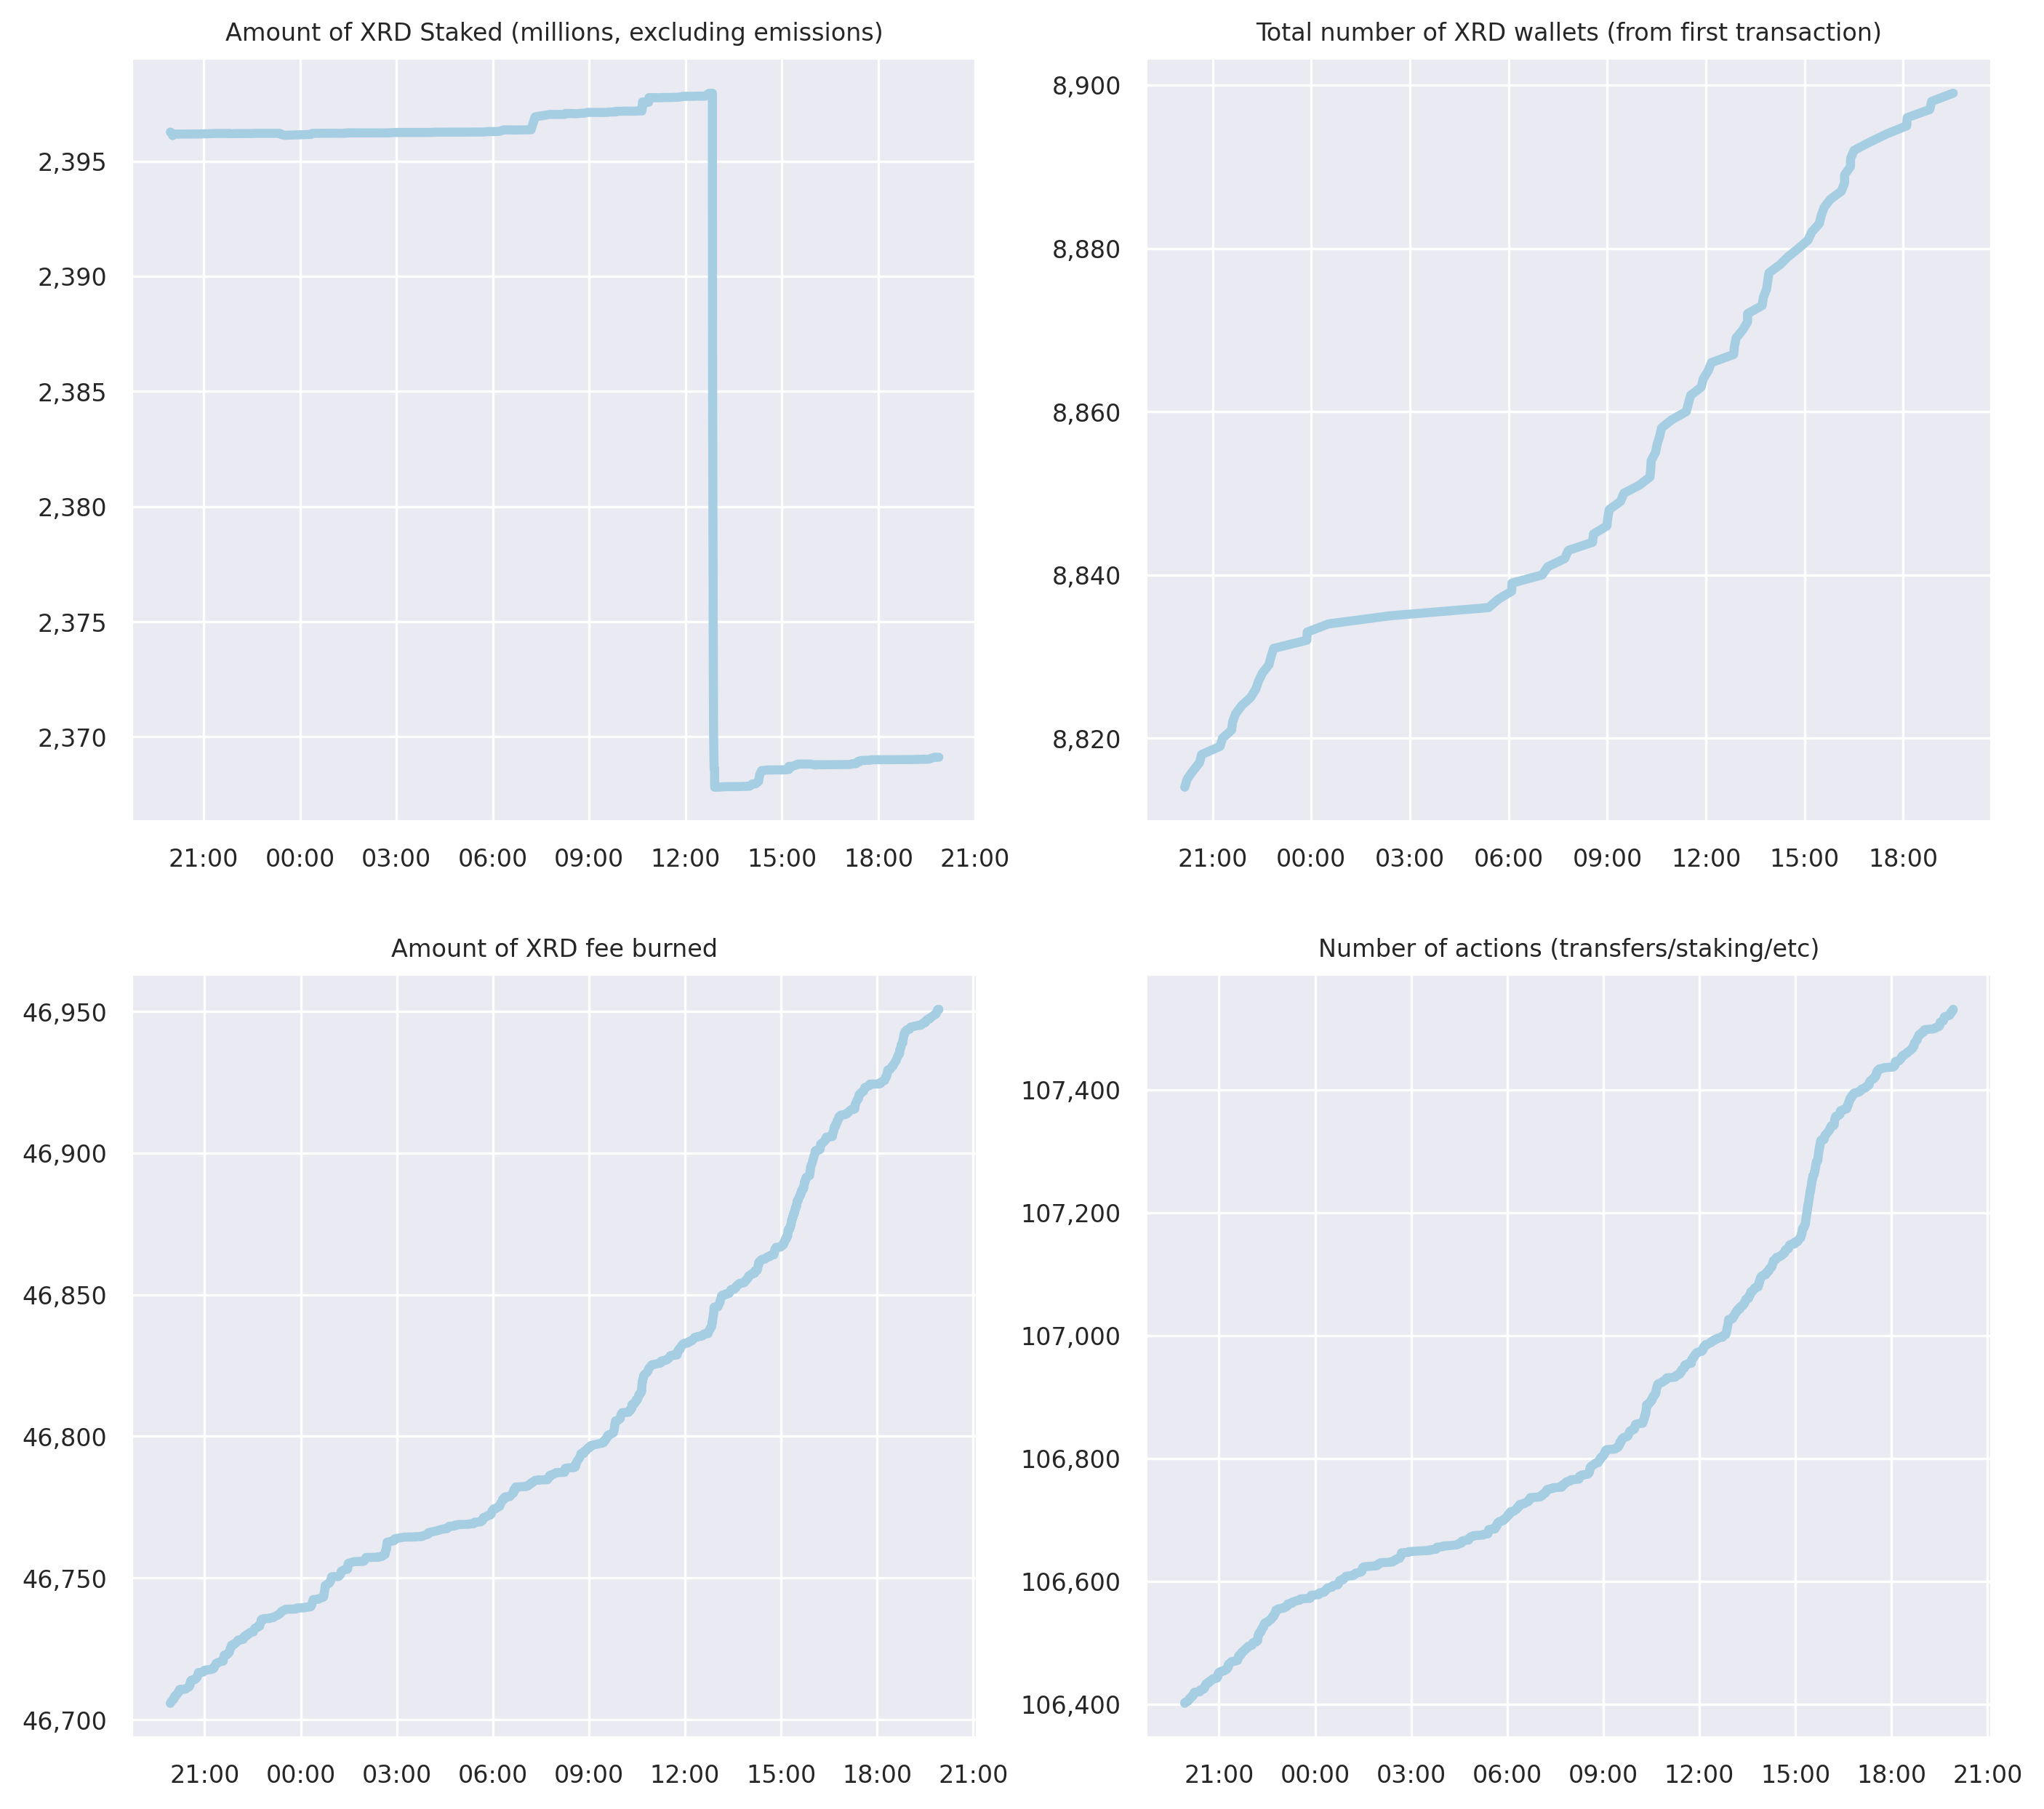 Amount of XRD Staked (millions, excluding emissions)
2,395
2,390
2,385
2,380
2,375
2,370
21:00 00:00 03:00 06:00 09:00 12:00 15:00 18:00 21:00
Total number of XRD wallets (from first transaction)
8,900
8,880
8,860
8,840
8,820
21:00 00:00 03:00 06:00 09:00 12:00 15:00 18:00
Amount of XRD fee burned
46,950
46,900
46,850
46,800
46,750
46,700
21:00 00:00 03:00 06:00 09:00 12:00 15:00 18:00 21:00
Number of actions (transfers/staking/etc)
107,400
107,200
107,000
106,800
106,600
106,400
21:00 00:00 03:00 06:00 09:00 12:00 15:00 18:00 21:00